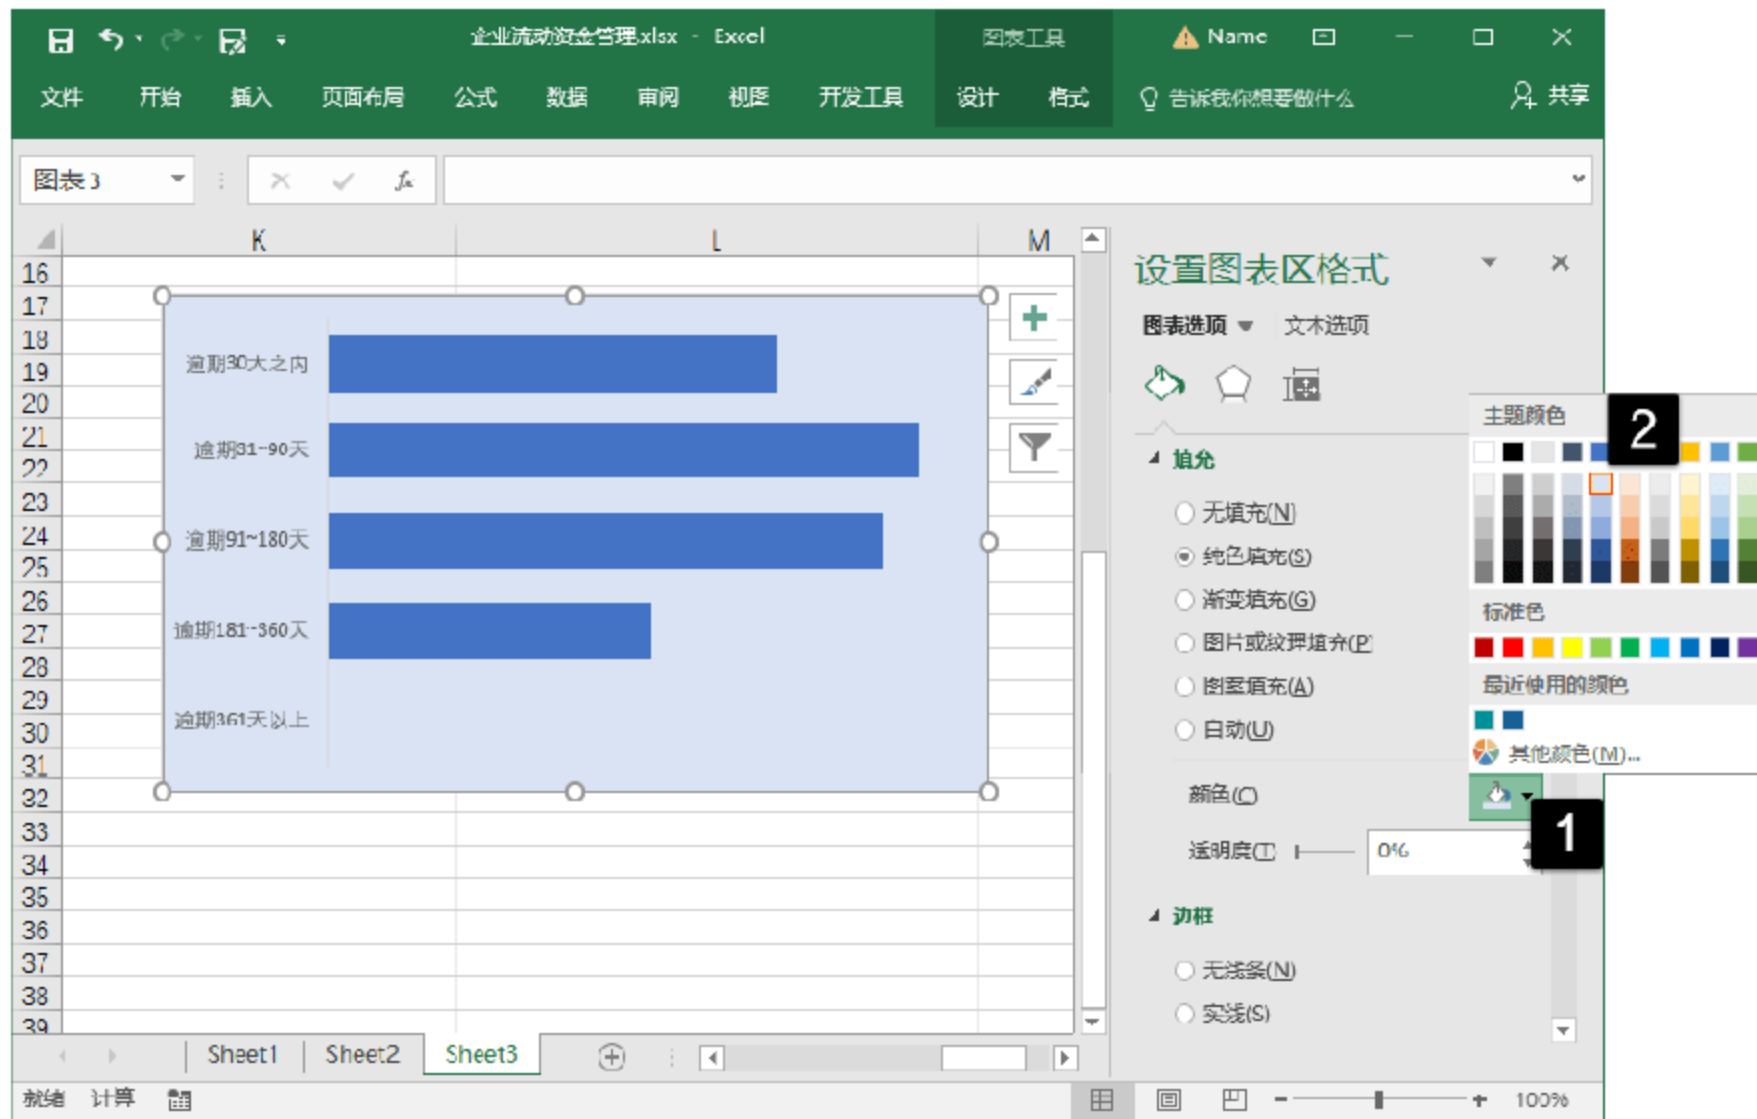 企业流动资金管理.xlsx - Excel
图表工具
Name
文件 开始 插入 页面布局 公式 数据 审阅 视图 开发工具 设计 格式 告诉我你想要做什么 共享
图表 3
fx
K L M
设置图表区格式
图表选项 文本选项
16
17
18
19
20
21
22
23
24
25
26
27
28
29
30
31
32
33
34
35
36
37
38
39
逾期30天之内
逾期31~90天
逾期91~180天
逾期181~360天
逾期361天以上
填充
无填充(N)
纯色填充(S)
渐变填充(G)
图片或纹理填充(P)
图案填充(A)
自动(U)
颜色(C)
1
透明度(T) 0%
边框
无线条(N)
实线(S)
主题颜色
2
标准色
最近使用的颜色
其他颜色(M)...
Sheet1 Sheet2 Sheet3
就绪 计算 100%